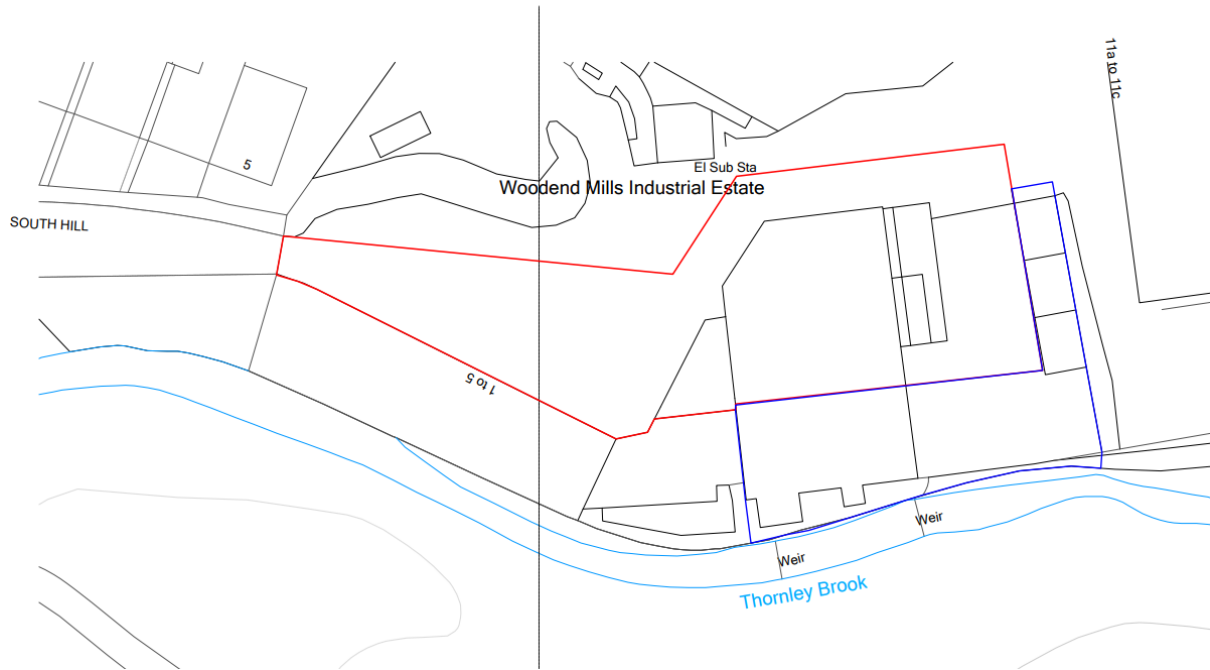 11a to 11c
5
El Sub Sta
Woodend Mills Industrial Estate
SOUTH HILL
1 to 5
Weir
Weir
Thornley Brook